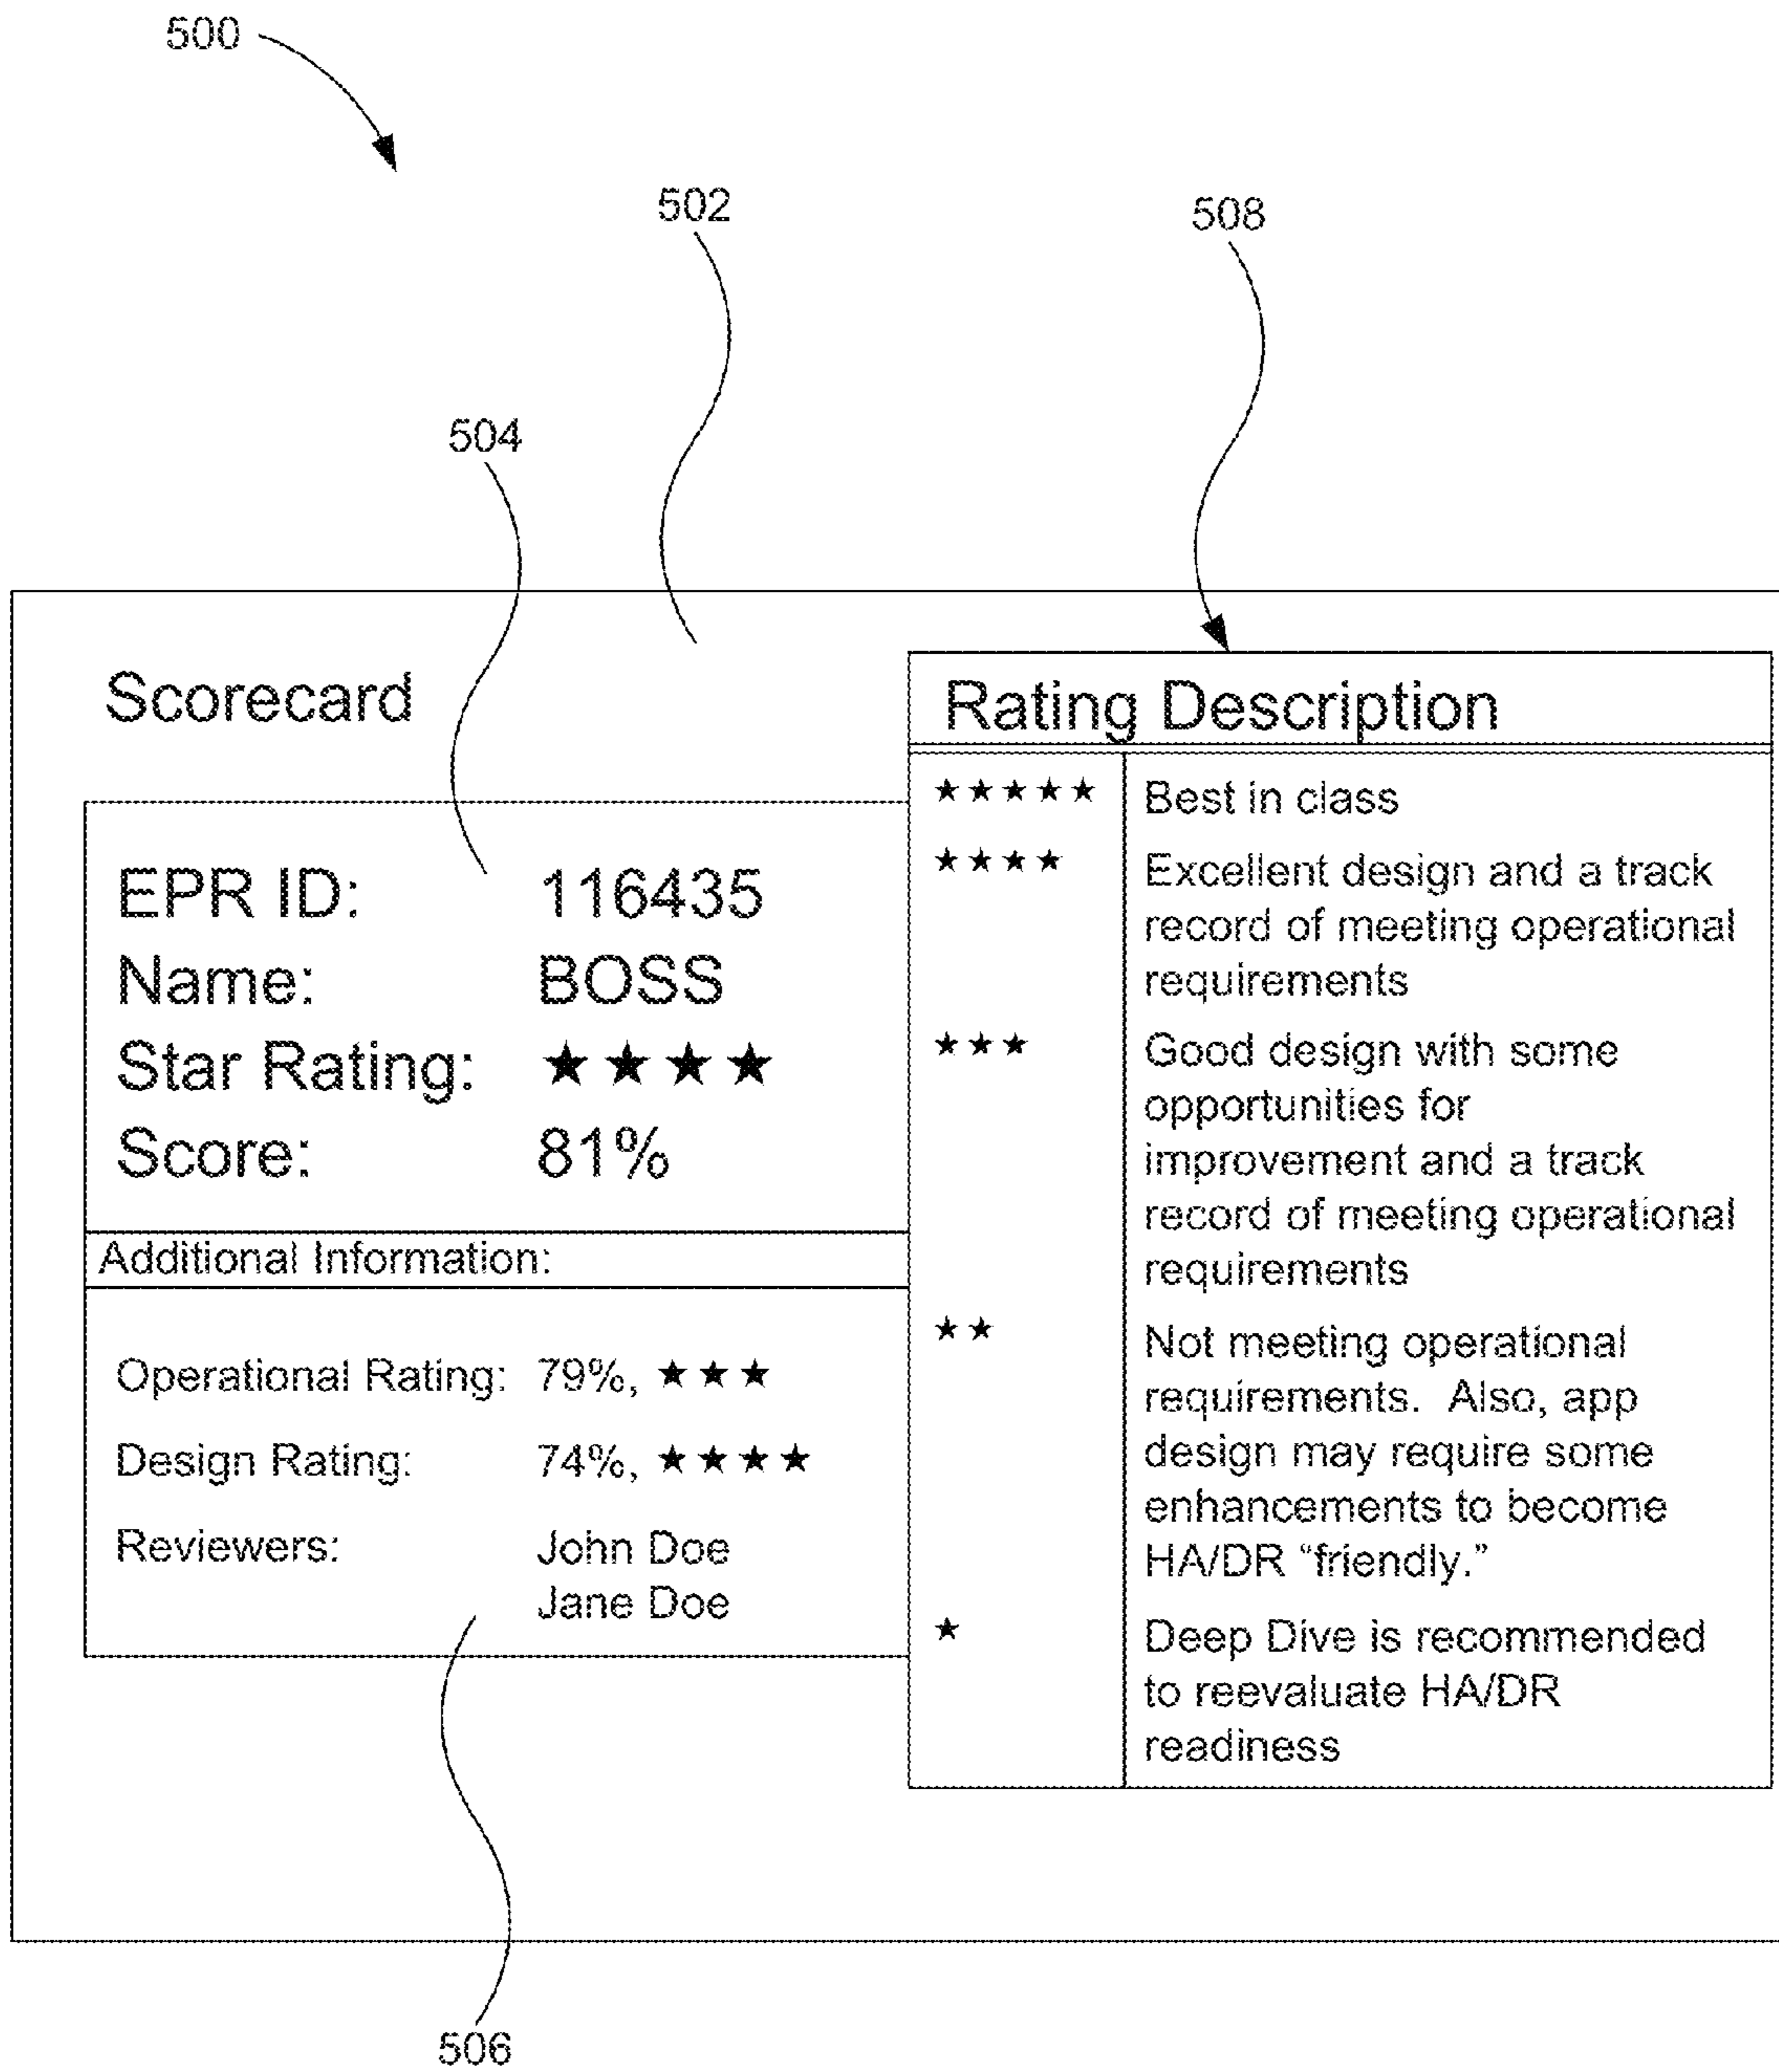 500
502
508
504
Scorecard
EPR ID: 116435
Name: BOSS
Star Rating: ★★★★
Score: 81%
Additional Information:
Operational Rating: 79%, ★★★
Design Rating: 74%, ★★★★
Reviewers: John Doe
Jane Doe
Rating Description
★★★★★ Best in class
★★★★ Excellent design and a track
record of meeting operational
requirements
★★★ Good design with some
opportunities for
improvement and a track
record of meeting operational
requirements
★★ Not meeting operational
requirements. Also, app
design may require some
enhancements to become
HA/DR “friendly.”
★ Deep Dive is recommended
to reevaluate HA/DR
readiness
506